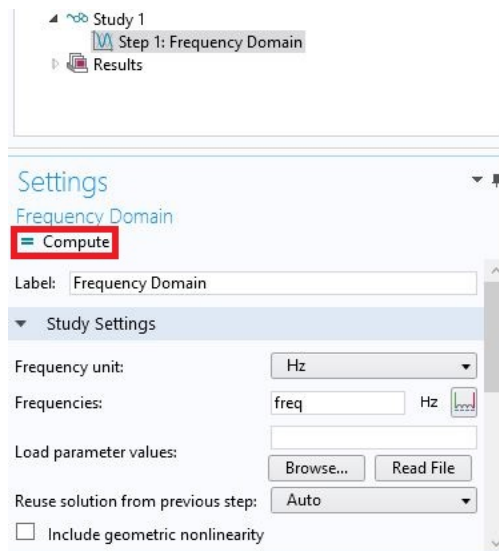 Study 1
Step 1: Frequency Domain
Results
Settings
Frequency Domain
= Compute
Label: Frequency Domain
Study Settings
Frequency unit: Hz
Frequencies: freq Hz
Load parameter values:
Browse... Read File
Reuse solution from previous step: Auto
Include geometric nonlinearity